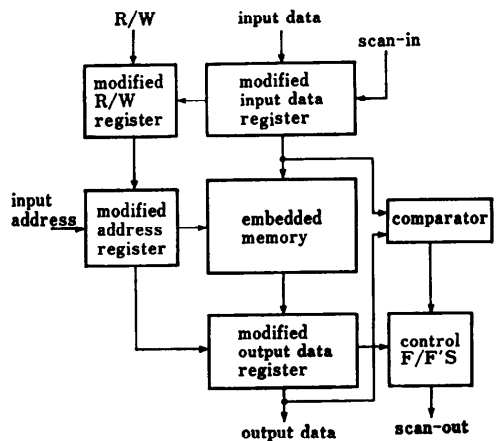 R/W
input data
scan-in
modified
R/W
register
modified
input data
register
input
address
modified
address
register
embedded
memory
comparator
modified
output data
register
control
F/F'S
output data
scan-out